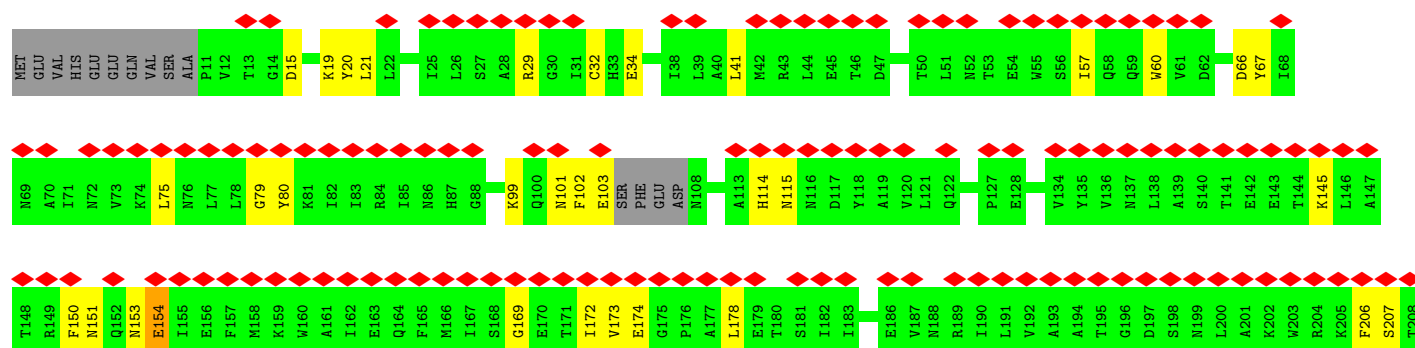 MET GLU VAL HIS GLU GLU GLN VAL SER ALA P11 V12 T13 G14 D15 K19 Y20 L21 L22 I25 L26 S27 A28 R29 G30 I31 C32 H33 E34 I38 L39 A40 L41 M42 R43 L44 E45 T46 D47 T50 L51 N52 T53 E54 W55 S56 I57 Q58 Q59 W60 V61 D62 D66 Y67 I68
N69 A70 I71 N72 V73 K74 L75 N76 L77 L78 G79 Y80 K81 I82 I83 R84 I85 N86 H87 G88 K99 Q100 N101 F102 E103 SER PHE GLU ASP N108 A113 H114 N115 N116 D117 Y118 A119 V120 L121 Q122 P127 E128 V134 Y135 V136 N137 L138 A139 S140 T141 E142 E143 T144 K145 L146 A147
T148 R149 F150 N151 Q152 N153 E154 I155 E156 F157 M158 K159 W160 A161 I162 E163 Q164 F165 M166 I167 S168 G169 E170 T171 I172 V173 E174 G175 P176 A177 L178 E179 T180 S181 I182 I183 E186 V187 N188 R189 I190 L191 V192 A193 A194 T195 G196 D197 S198 N199 L200 A201 K202 W203 R204 K205 F206 S207 T208